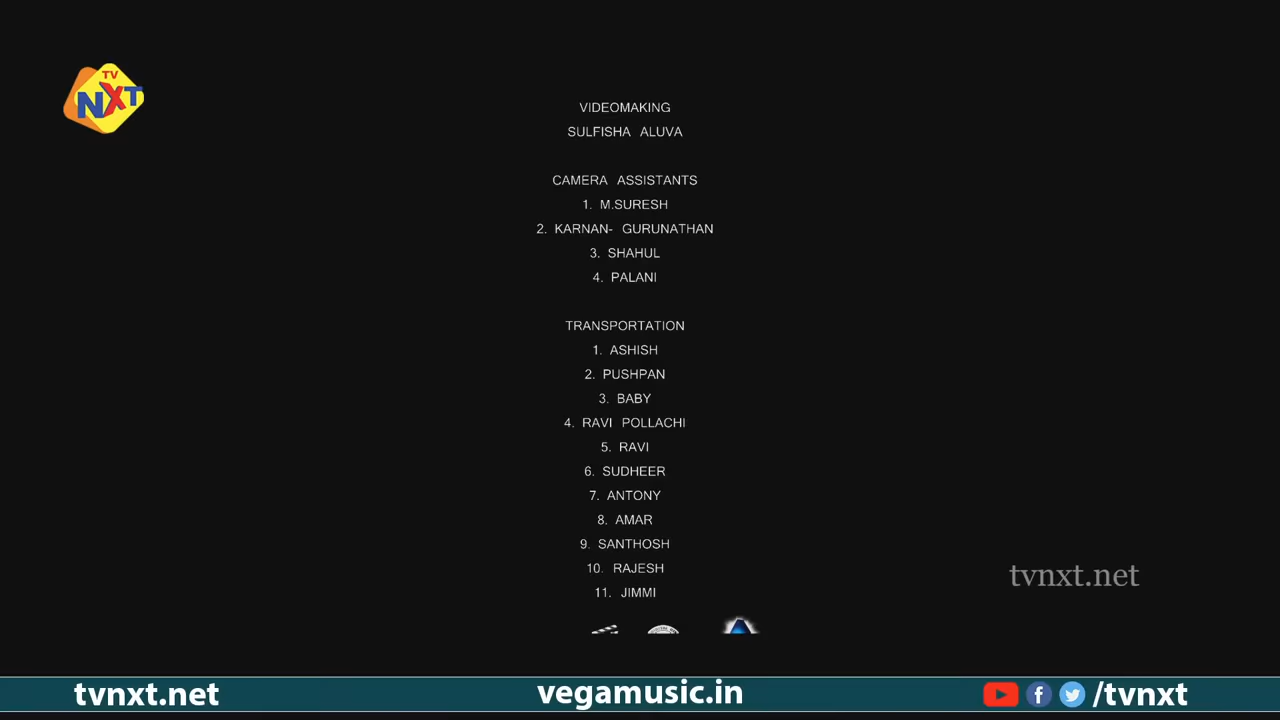 TV
NXT
VIDEOMAKING
SULFISHA ALUVA
CAMERA ASSISTANTS
1. M.SURESH
2. KARNAN- GURUNATHAN
3. SHAHUL
4. PALANI
TRANSPORTATION
1. ASHISH
2. PUSHPAN
3. BABY
4. RAVI POLLACHI
5. RAVI
6. SUDHEER
7. ANTONY
8. AMAR
9. SANTHOSH
10. RAJESH
11. JIMMI
tvnxt.net
tvnxt.net
vegamusic.in
/tvnxt